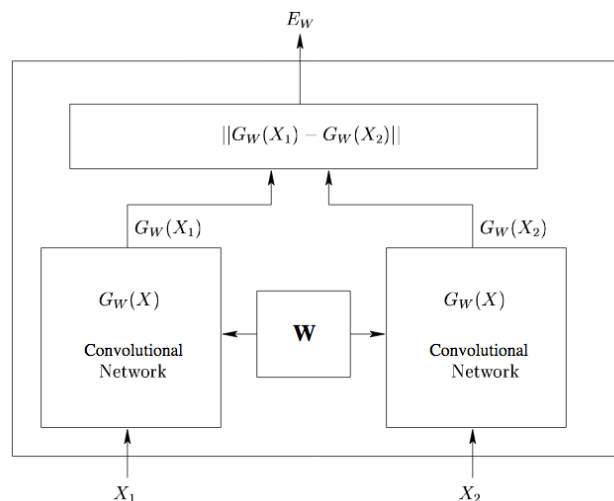 E_W
||G_W(X_1) – G_W(X_2)||
G_W(X_1)
G_W(X_2)
G_W(X)
Convolutional
Network
W
G_W(X)
Convolutional
Network
X_1
X_2